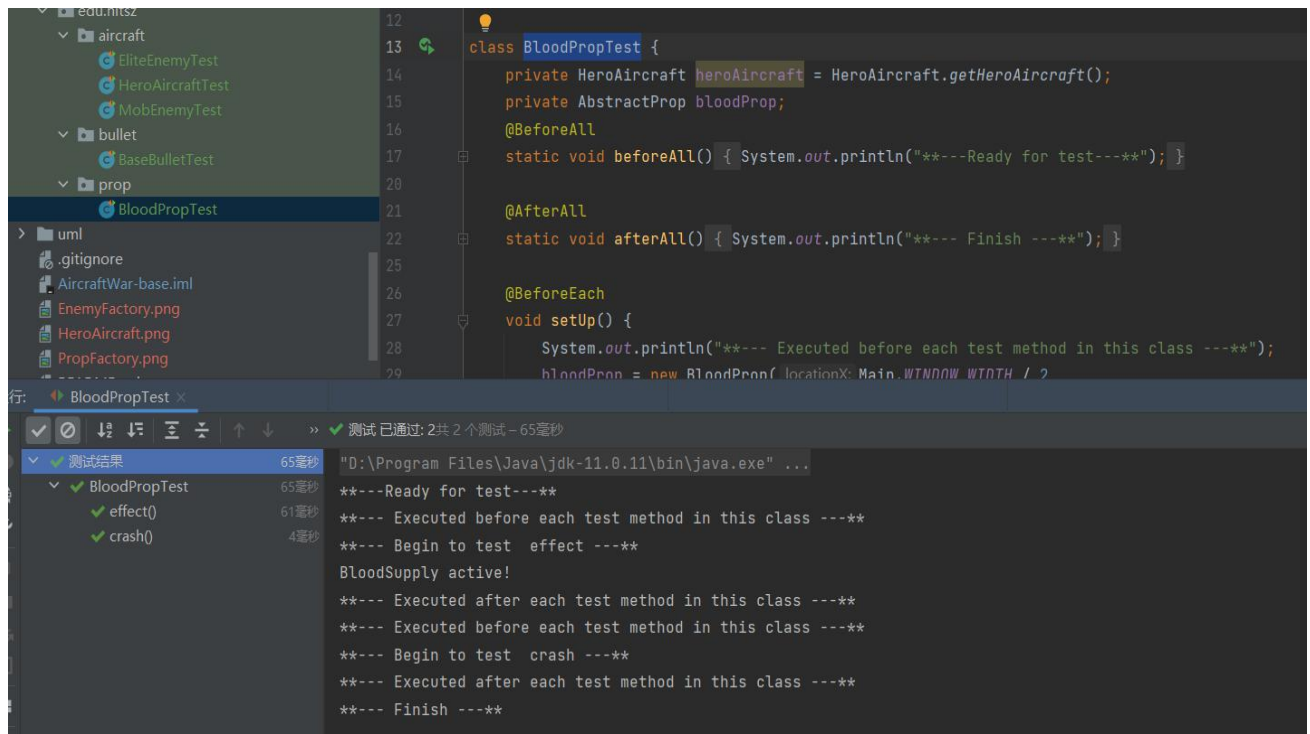 edu.hitsz
aircraft
EliteEnemyTest
HeroAircraftTest
MobEnemyTest
bullet
BaseBulletTest
prop
BloodPropTest
uml
.gitignore
AircraftWar-base.iml
EnemyFactory.png
HeroAircraft.png
PropFactory.png
12
13 class BloodPropTest {
14 private HeroAircraft heroAircraft = HeroAircraft.getHeroAircraft();
15 private AbstractProp bloodProp;
16 @BeforeAll
17 static void beforeAll() { System.out.println("**---Ready for test---**"); }
20
21 @AfterAll
22 static void afterAll() { System.out.println("**--- Finish ---**"); }
25
26 @BeforeEach
27 void setUp() {
28 System.out.println("**--- Executed before each test method in this class ---**");
29 bloodProp = new BloodProp( locationX: Main.WINDOW_WIDTH / 2
行: BloodPropTest ×
» 测试 已通过: 2共 2 个测试 – 65毫秒
测试结果 65毫秒
BloodPropTest 65毫秒
effect() 61毫秒
crash() 4毫秒
"D:\Program Files\Java\jdk-11.0.11\bin\java.exe" ...
**---Ready for test---**
**--- Executed before each test method in this class ---**
**--- Begin to test  effect ---**
BloodSupply active!
**--- Executed after each test method in this class ---**
**--- Executed before each test method in this class ---**
**--- Begin to test  crash ---**
**--- Executed after each test method in this class ---**
**--- Finish ---**